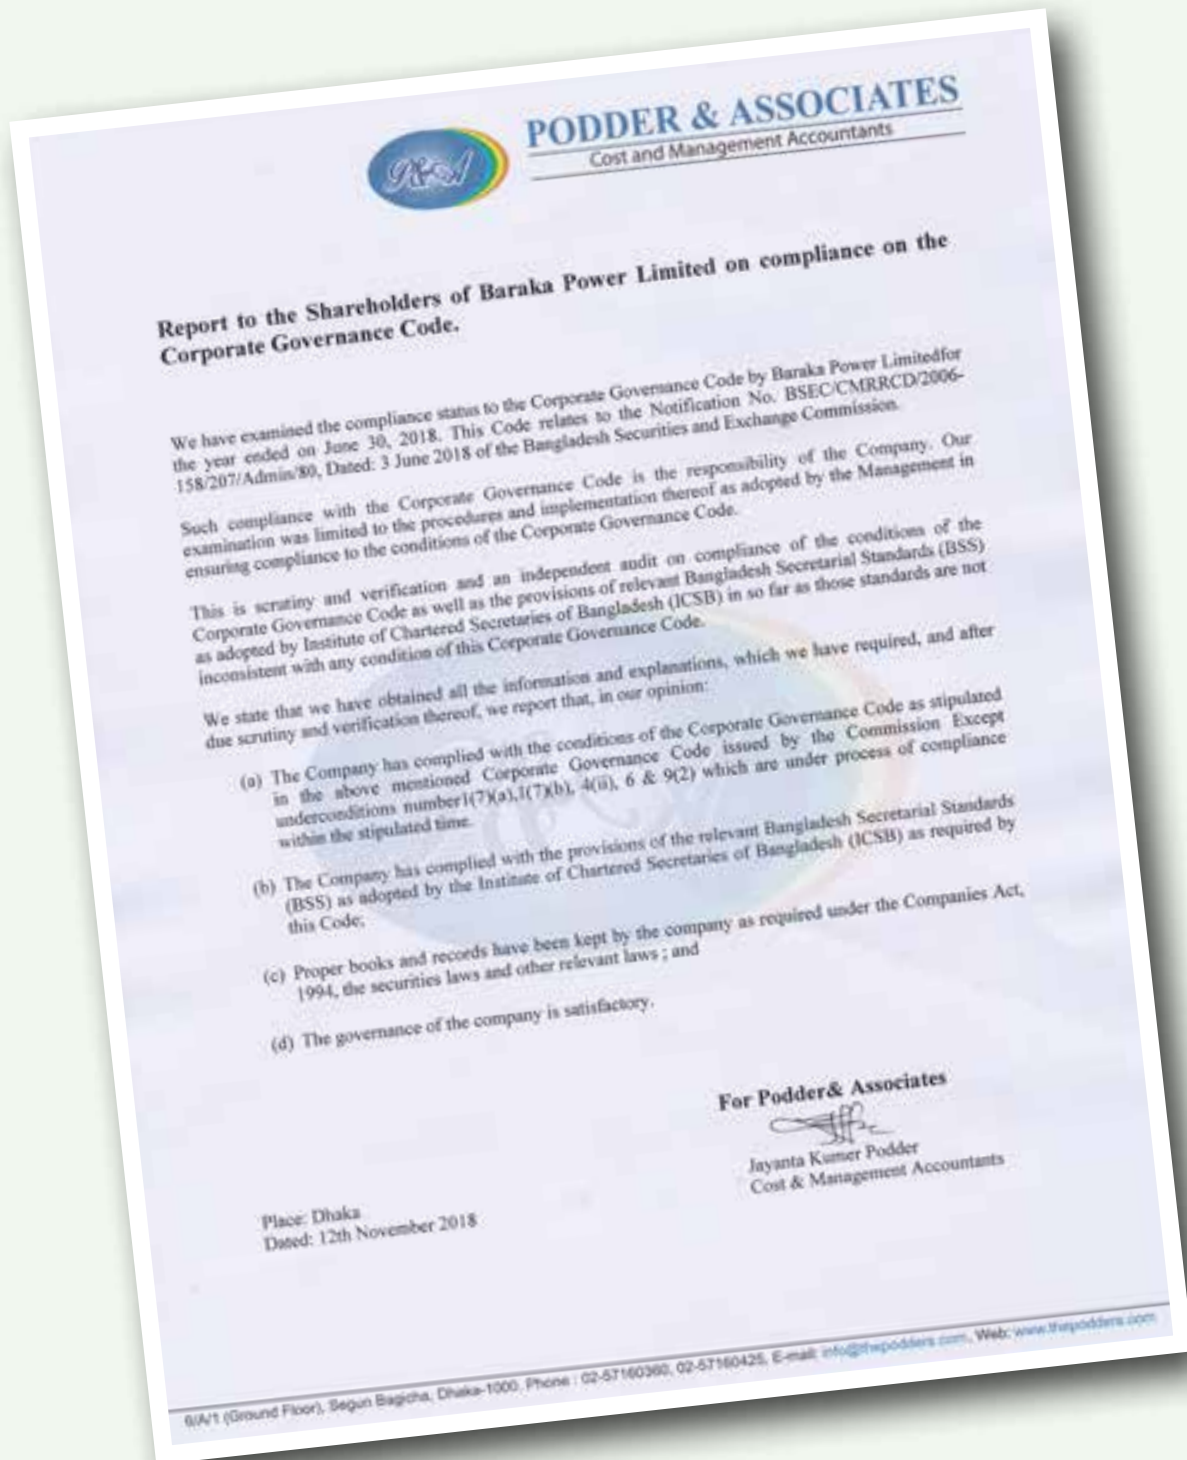 P&A
PODDER & ASSOCIATES
Cost and Management Accountants
Report to the Shareholders of Baraka Power Limited on compliance on the
Corporate Governance Code.
We have examined the compliance status to the Corporate Governance Code by Baraka Power Limitedfor
the year ended on June 30, 2018. This Code relates to the Notification No. BSEC/CMRRCD/2006-
158/207/Admin/80, Dated: 3 June 2018 of the Bangladesh Securities and Exchange Commission.
Such compliance with the Corporate Governance Code is the responsibility of the Company. Our
examination was limited to the procedures and implementation thereof as adopted by the Management in
ensuring compliance to the conditions of the Corporate Governance Code.
This is scrutiny and verification and an independent audit on compliance of the conditions of the
Corporate Governance Code as well as the provisions of relevant Bangladesh Secretarial Standards (BSS)
as adopted by Institute of Chartered Secretaries of Bangladesh (ICSB) in so far as those standards are not
inconsistent with any condition of this Corporate Governance Code.
We state that we have obtained all the information and explanations, which we have required, and after
due scrutiny and verification thereof, we report that, in our opinion:
(a) The Company has complied with the conditions of the Corporate Governance Code as stipulated
in the above mentioned Corporate Governance Code issued by the Commission Except
underconditions number1(7)(a),1(7)(b), 4(ii), 6 & 9(2) which are under process of compliance
within the stipulated time.
(b) The Company has complied with the provisions of the relevant Bangladesh Secretarial Standards
(BSS) as adopted by the Institute of Chartered Secretaries of Bangladesh (ICSB) as required by
this Code;
(c) Proper books and records have been kept by the company as required under the Companies Act,
1994, the securities laws and other relevant laws ; and
(d) The governance of the company is satisfactory.
For Podder& Associates
Jayanta Kumer Podder
Cost & Management Accountants
Place: Dhaka
Dated: 12th November 2018
6/A/1 (Ground Floor), Segun Bagicha, Dhaka-1000, Phone : 02-57160360, 02-57160425, E-mail: info@thepodders.com, Web: www.thepodders.com